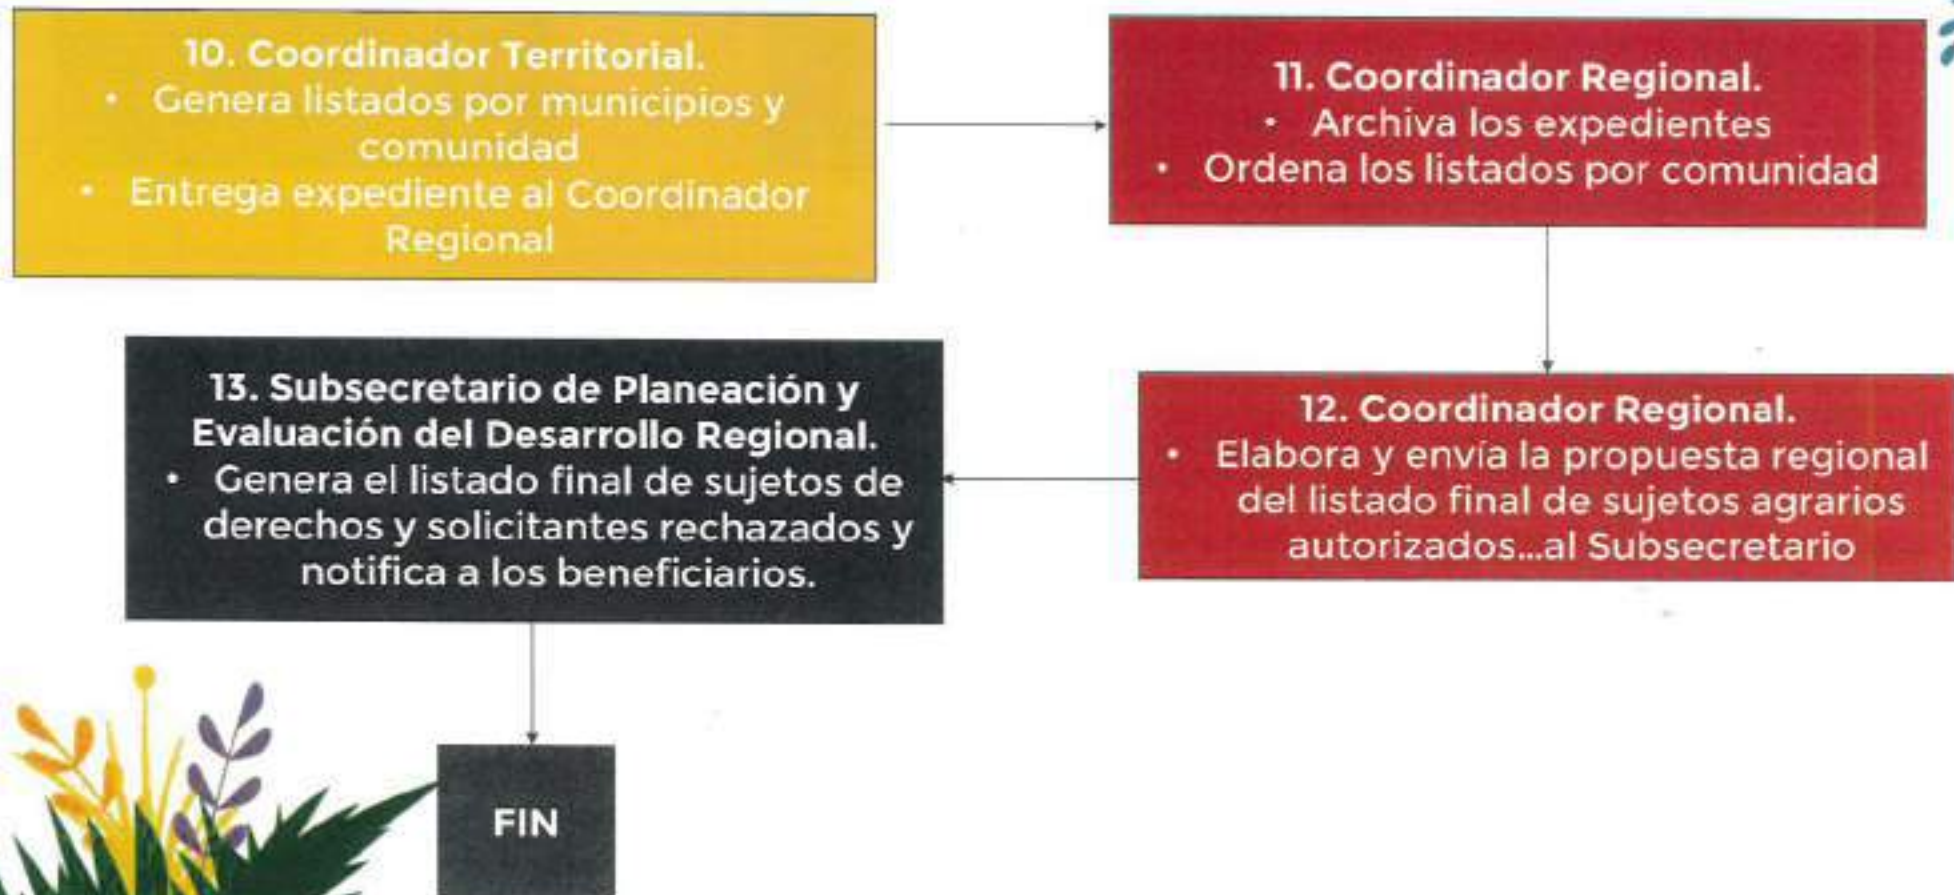 10. Coordinador Territorial.
• Genera listados por municipios y
comunidad
• Entrega expediente al Coordinador
Regional
11. Coordinador Regional.
• Archiva los expedientes
• Ordena los listados por comunidad
12. Coordinador Regional.
• Elabora y envía la propuesta regional
del listado final de sujetos agrarios
autorizados...al Subsecretario
13. Subsecretario de Planeación y
Evaluación del Desarrollo Regional.
• Genera el listado final de sujetos de
derechos y solicitantes rechazados y
notifica a los beneficiarios.
FIN